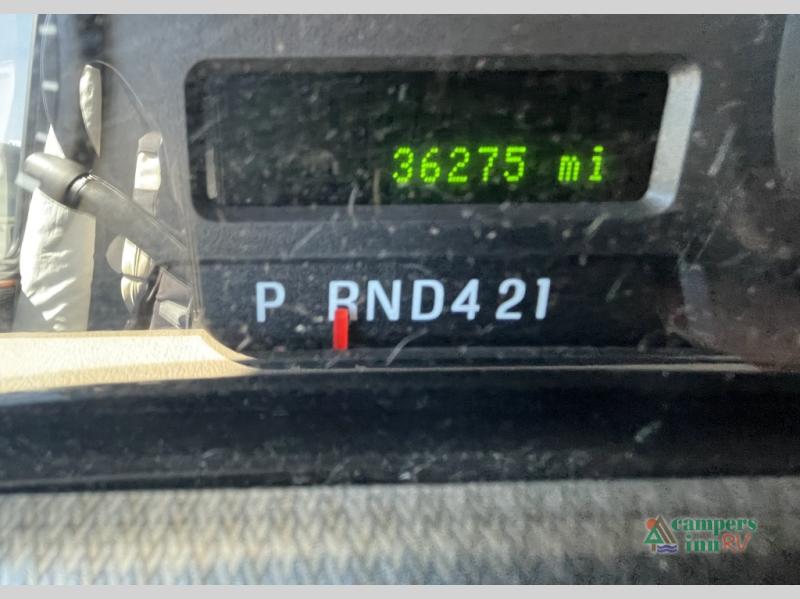 36275 mi
P RND421
campers
inn RV